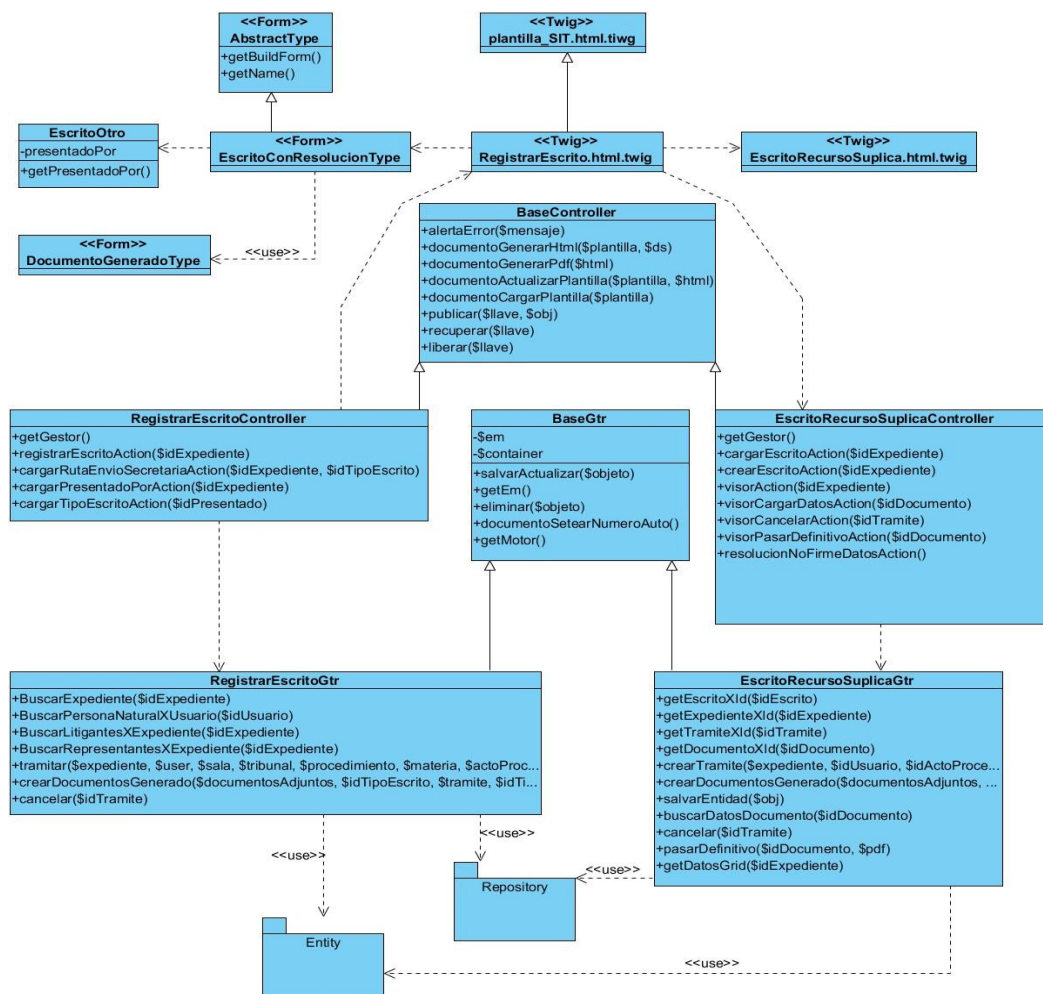 <<Form>>
AbstractType
+getBuildForm()
+getName()
<<Twig>>
plantilla_SIT.html.tiwg
EscritoOtro
-presentadoPor
+getPresentadoPor()
<<Form>>
EscritoConResolucionType
<<Twig>>
RegistrarEscrito.html.twig
<<Twig>>
EscritoRecursoSuplica.html.twig
<<Form>>
DocumentoGeneradoType
<<use>>
BaseController
+alertaError($mensaje)
+documentoGenerarHtml($plantilla, $ds)
+documentoGenerarPdf($html)
+documentoActualizarPlantilla($plantilla, $html)
+documentoCargarPlantilla($plantilla)
+publicar($llave, $obj)
+recuperar($llave)
+liberar($llave)
RegistrarEscritoController
+getGestor()
+registrarEscritoAction($idExpediente)
+cargarRutaEnvioSecretariaAction($idExpediente, $idTipoEscrito)
+cargarPresentadoPorAction($idExpediente)
+cargarTipoEscritoAction($idPresentado)
BaseGtr
-$em
-$container
+salvarActualizar($objeto)
+getEm()
+eliminar($objeto)
+documentoSetearNumeroAuto()
+getMotor()
EscritoRecursoSuplicaController
+getGestor()
+cargarEscritoAction($idExpediente)
+crearEscritoAction($idExpediente)
+visorAction($idExpediente)
+visorCargarDatosAction($idDocumento)
+visorCancelarAction($idTramite)
+visorPasarDefinitivoAction($idDocumento)
+resolucionNoFirmeDatosAction()
RegistrarEscritoGtr
+BuscarExpediente($idExpediente)
+BuscarPersonaNaturalXUsuario($idUsuario)
+BuscarLitigantesXExpediente($idExpediente)
+BuscarRepresentantesXExpediente($idExpediente)
+tramitar($expediente, $user, $sala, $tribunal, $procedimiento, $materia, $actoProc...
+crearDocumentosGenerado($documentosAdjuntos, $idTipoEscrito, $tramite, $idTi...
+cancelar($idTramite)
EscritoRecursoSuplicaGtr
+getEscritoXId($idEscrito)
+getExpedienteXId($idExpediente)
+getTramiteXId($idTramite)
+getDocumentoXId($idDocumento)
+crearTramite($expediente, $idUsuario, $idActoProce...
+crearDocumentosGenerado($documentosAdjuntos, ...
+salvarEntidad($obj)
+buscarDatosDocumento($idDocumento)
+cancelar($idTramite)
+pasarDefinitivo($idDocumento, $pdf)
+getDatosGrid($idExpediente)
<<use>>
<<use>>
<<use>>
Repository
Entity
<<use>>